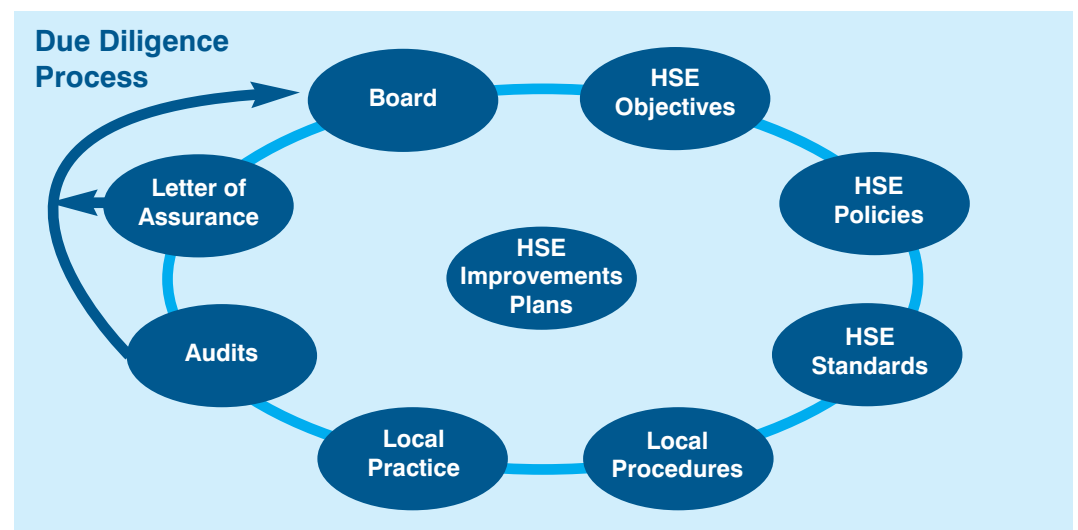 Due Diligence
Process
Board
HSE
Objectives
HSE
Policies
HSE
Standards
Local
Procedures
Local
Practice
Audits
Letter of
Assurance
HSE
Improvements
Plans